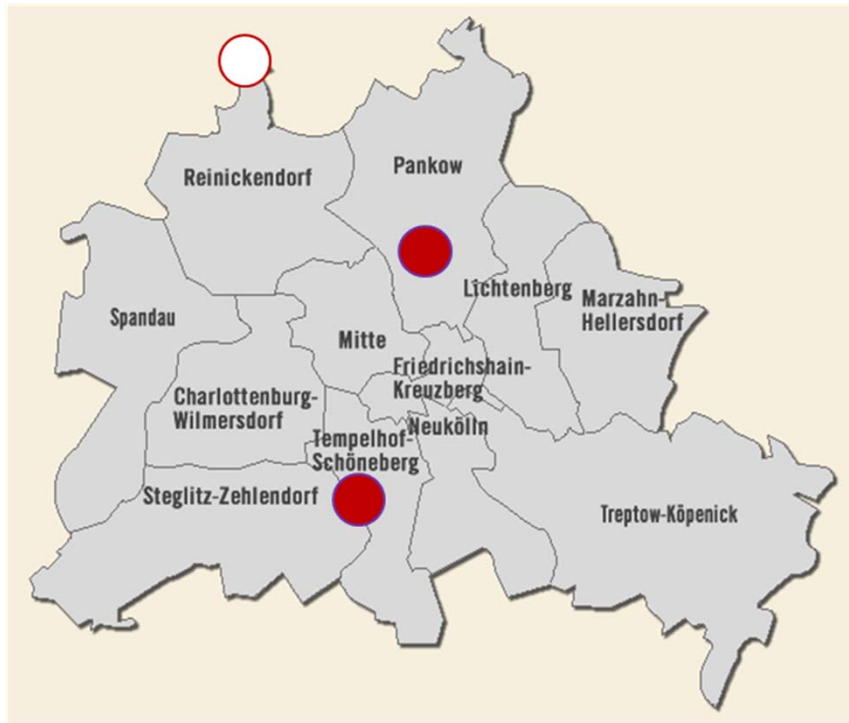 Pankow
Reinickendorf
Lichtenberg
Marzahn-
Hellersdorf
Spandau
Mitte
Friedrichshain-
Kreuzberg
Charlottenburg-
Wilmersdorf
Neukölln
Tempelhof-
Schöneberg
Steglitz-Zehlendorf
Treptow-Köpenick